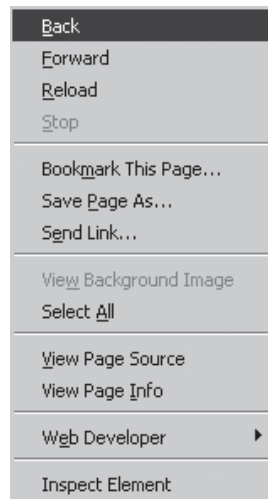 Back
Forward
Reload
Stop
Bookmark This Page...
Save Page As...
Send Link...
View Background Image
Select All
View Page Source
View Page Info
Web Developer
Inspect Element